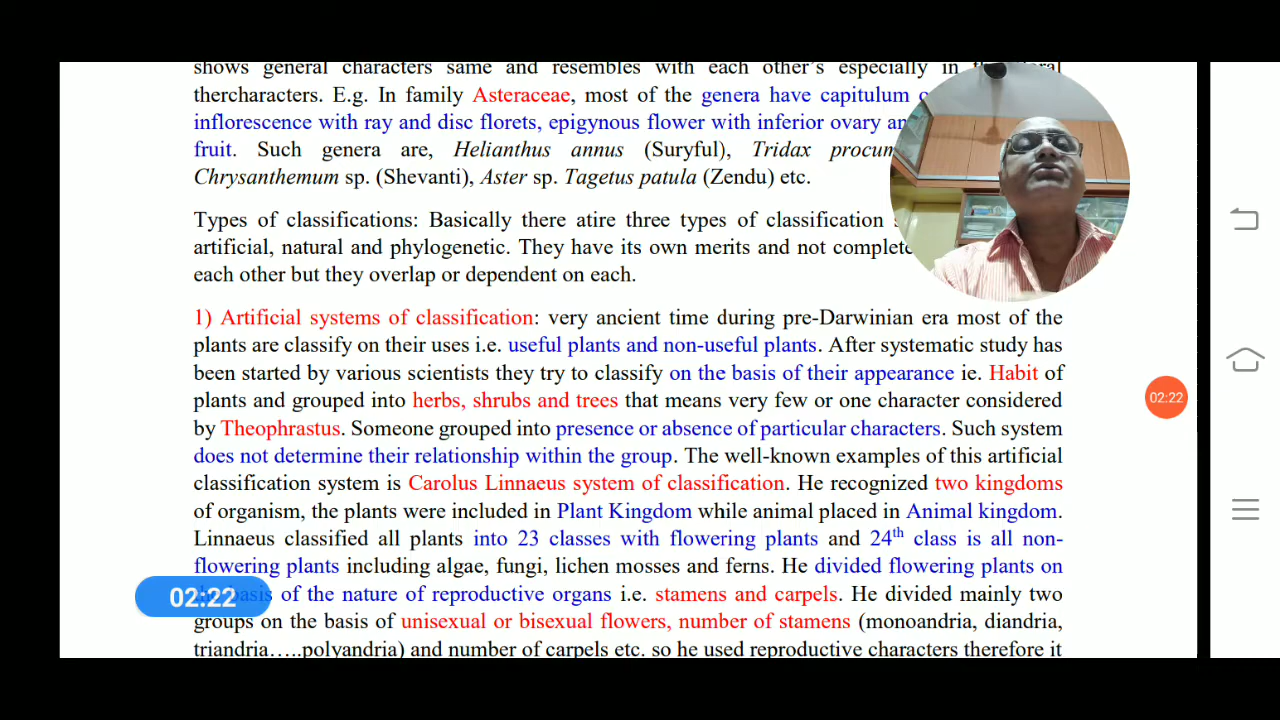 shows general characters same and resembles with each other's especially in
thercharacters. E.g. In family Asteraceae, most of the genera have capitulum
inflorescence with ray and disc florets, epigynous flower with inferior ovary
fruit. Such genera are, Helianthus annus (Suryful), Tridax
Chrysanthemum sp. (Shevanti), Aster sp. Tagetus patula (Zendu) etc.
Types of classifications: Basically there atire three types of classification
artificial, natural and phylogenetic. They have its own merits and not
each other but they overlap or dependent on each.
1) Artificial systems of classification: very ancient time during pre-Darwinian era most of the
plants are classify on their uses i.e. useful plants and non-useful plants. After systematic study has
been started by various scientists they try to classify on the basis of their appearance ie. Habit of
plants and grouped into herbs, shrubs and trees that means very few or one character considered
by Theophrastus. Someone grouped into presence or absence of particular characters. Such system
does not determine their relationship within the group. The well-known examples of this artificial
classification system is Carolus Linnaeus system of classification. He recognized two kingdoms
of organism, the plants were included in Plant Kingdom while animal placed in Animal kingdom.
Linnaeus classified all plants into 23 classes with flowering plants and 24th class is all non-
flowering plants including algae, fungi, lichen mosses and ferns. He divided flowering plants on
02:22
of the nature of reproductive organs i.e. stamens and carpels. He divided mainly two
groups on the basis of unisexual or bisexual flowers, number of stamens (monoandria, diandria,
triandria…..polyandria) and number of carpels etc. so he used reproductive characters therefore it
02:22